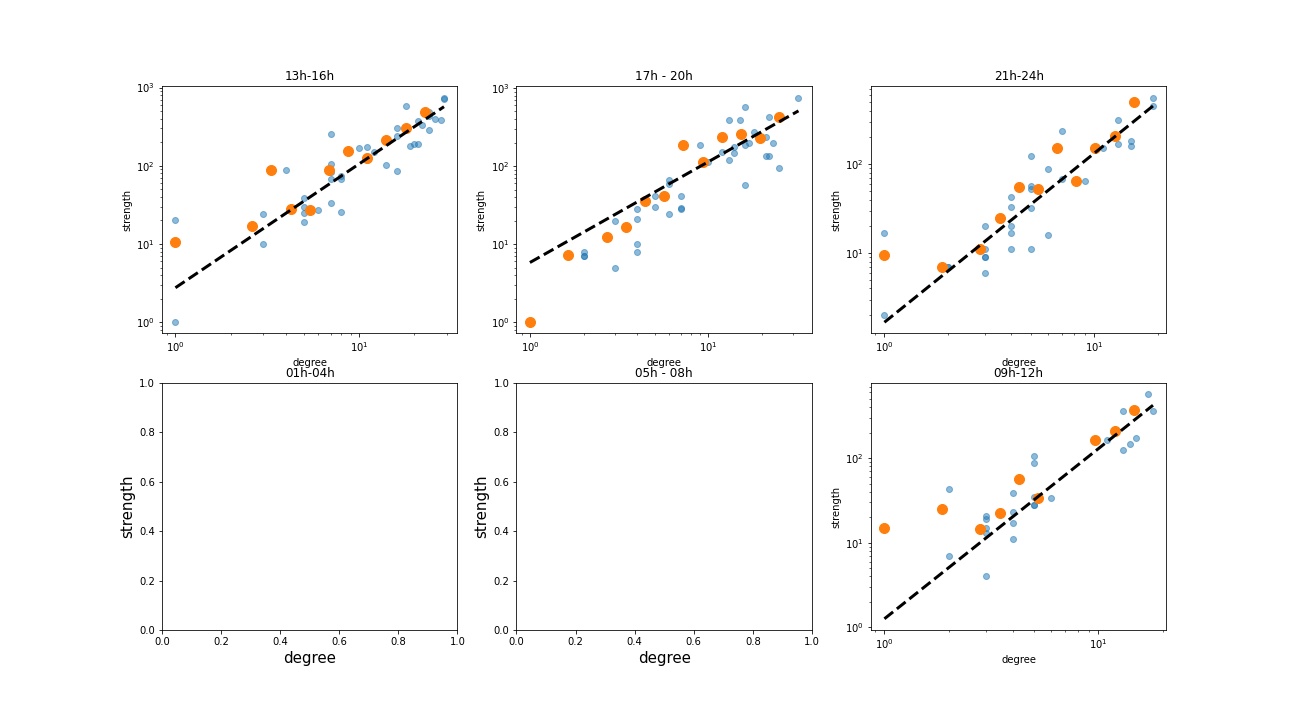 13h-16h
17h - 20h
21h-24h
10³
10²
10¹
10⁰
strength
10⁰
10¹
degree
10³
10²
10¹
10⁰
strength
10⁰
10¹
degree
10²
10¹
strength
10⁰
10¹
degree
01h-04h
05h - 08h
09h-12h
1.0
0.8
0.6
0.4
0.2
0.0
strength
0.0 0.2 0.4 0.6 0.8 1.0
degree
1.0
0.8
0.6
0.4
0.2
0.0
strength
0.0 0.2 0.4 0.6 0.8 1.0
degree
10²
10¹
10⁰
strength
10⁰
10¹
degree